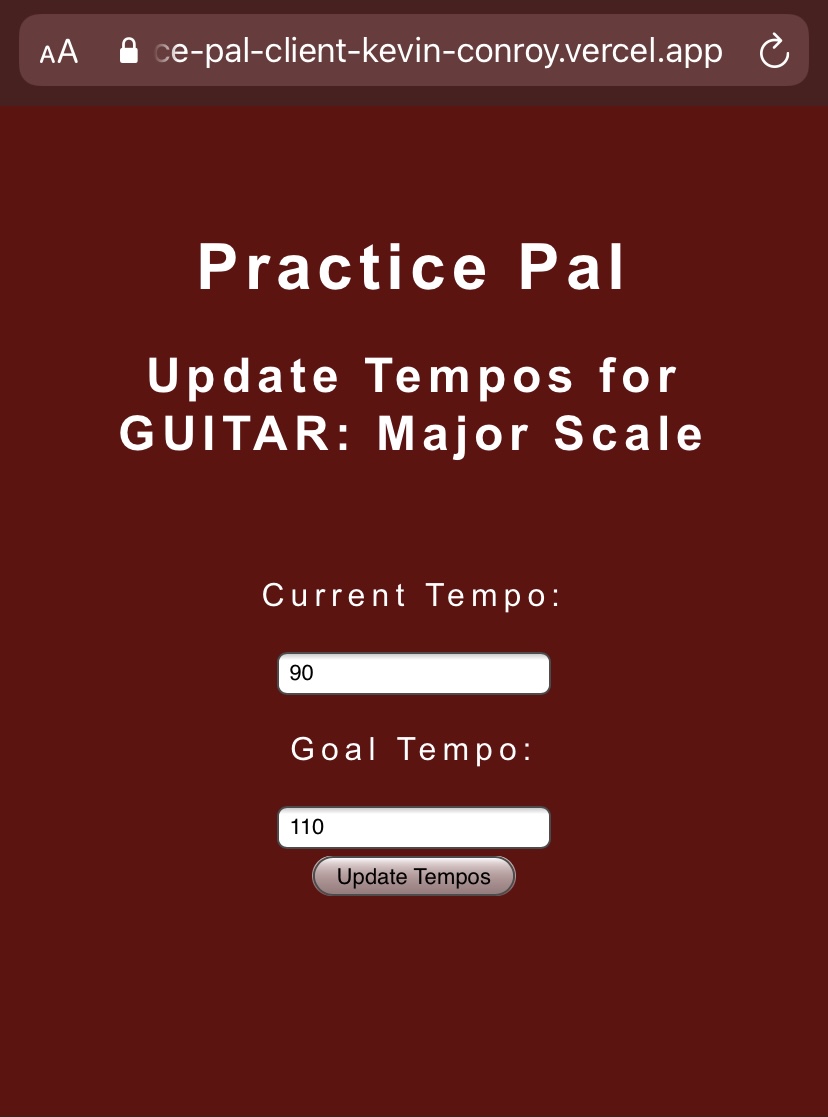 AA ce-pal-client-kevin-conroy.vercel.app
Practice Pal
Update Tempos for
GUITAR: Major Scale
Current Tempo:
90
Goal Tempo:
110
Update Tempos